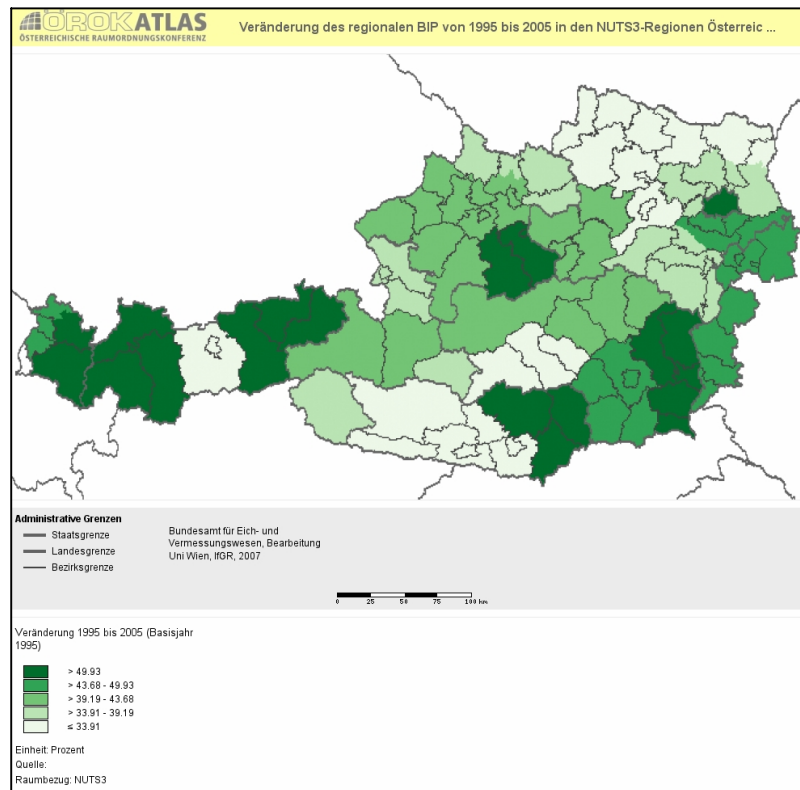 ÖROKATLAS
ÖSTERREICHISCHE RAUMORDNUNGSKONFERENZ
Veränderung des regionalen BIP von 1995 bis 2005 in den NUTS3-Regionen Österreic ...
Administrative Grenzen
Staatsgrenze
Landesgrenze
Bezirksgrenze
Bundesamt für Eich- und
Vermessungswesen, Bearbeitung
Uni Wien, IfGR, 2007
0 25 50 75 100 km
Veränderung 1995 bis 2005 (Basisjahr
1995)
> 49.93
> 43.68 - 49.93
> 39.19 - 43.68
> 33.91 - 39.19
≤ 33.91
Einheit: Prozent
Quelle:
Raumbezug: NUTS3